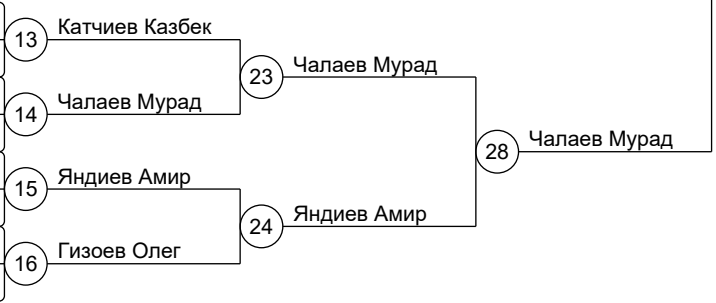 13 Катчиев Казбек
23 Чалаев Мурад
14 Чалаев Мурад
28 Чалаев Мурад
15 Яндиев Амир
24 Яндиев Амир
16 Гизоев Олег